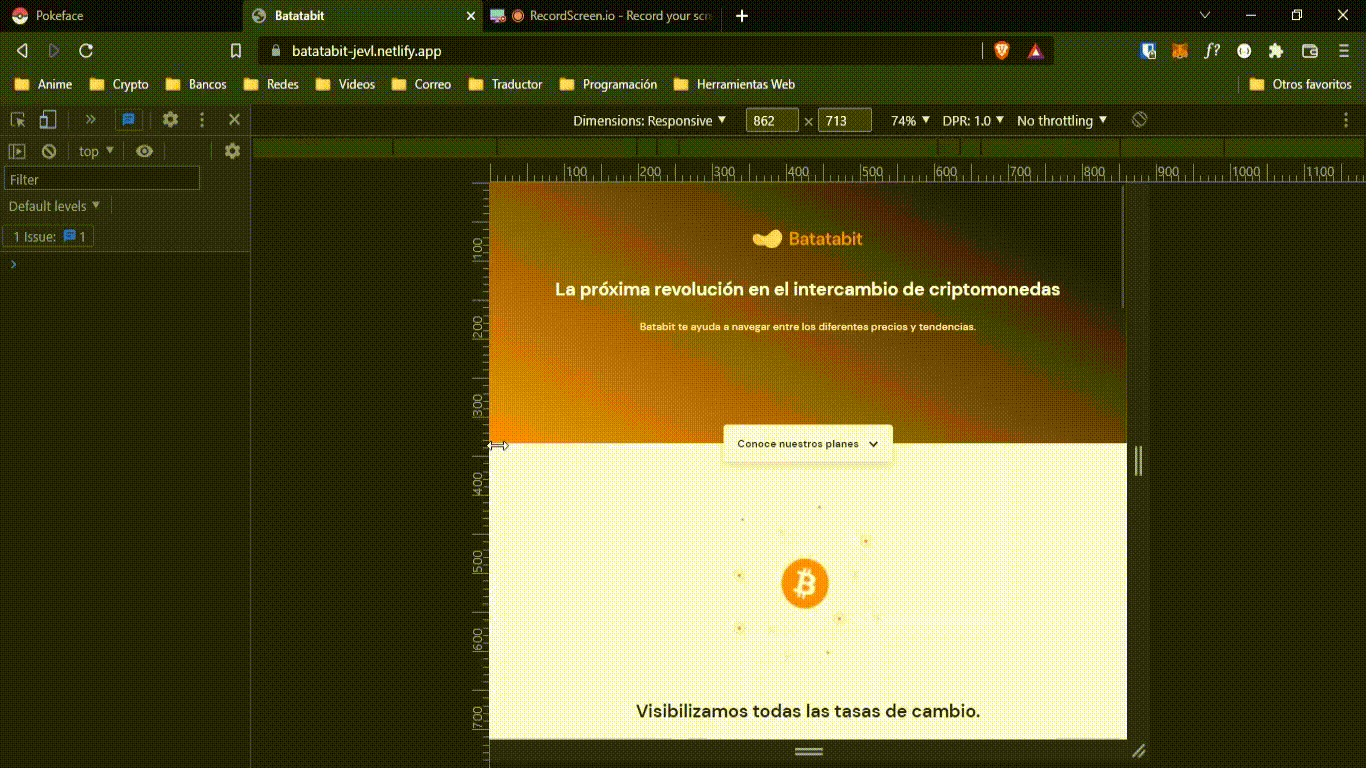 Pokeface
Batatabit
RecordScreen.io - Record your scr
batatabit-jevl.netlify.app
Anime
Crypto
Bancos
Redes
Videos
Correo
Traductor
Programación
Herramientas Web
Otros favoritos
Dimensions: Responsive
862 × 713
74%
DPR: 1.0
No throttling
top
Filter
Default levels
1 Issue: 1
100 200 300 400 500 600 700 800 900 1000 1100
100
200
300
400
500
600
700
Batatabit
La próxima revolución en el intercambio de criptomonedas
Batabit te ayuda a navegar entre los diferentes precios y tendencias.
Conoce nuestros planes
Visibilizamos todas las tasas de cambio.